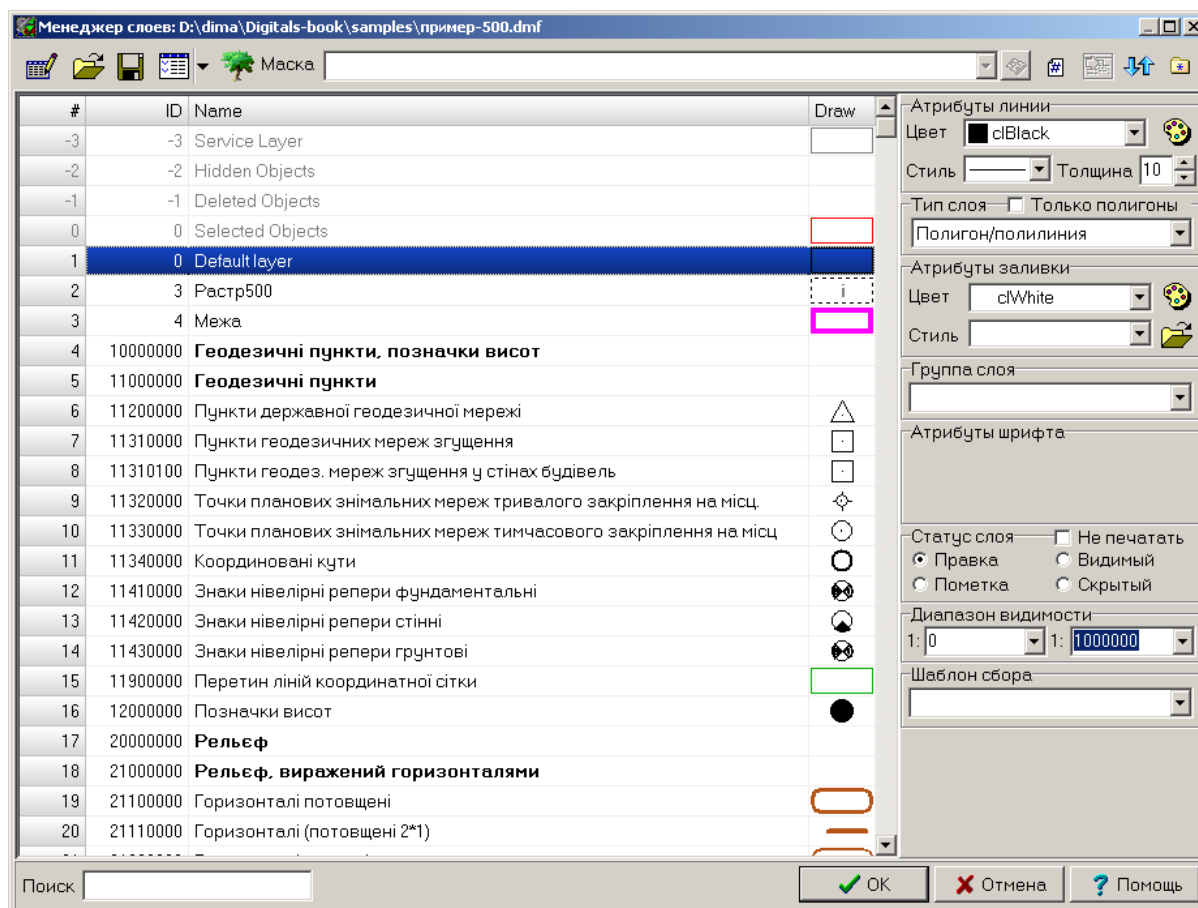 Менеджер слоев: D:\dima\Digitals-book\samples\пример-500.dmf
Маска
# ID Name Draw
-3 -3 Service Layer
-2 -2 Hidden Objects
-1 -1 Deleted Objects
0 0 Selected Objects
1 0 Default layer
2 3 Растр500 i
3 4 Межа
4 10000000 Геодезичні пункти, позначки висот
5 11000000 Геодезичні пункти
6 11200000 Пункти державної геодезичної мережі
7 11310000 Пункти геодезичних мереж згущення
8 11310100 Пункти геодез. мереж згущення у стінах будівель
9 11320000 Точки планових знімальних мереж тривалого закріплення на місц.
10 11330000 Точки планових знімальних мереж тимчасового закріплення на місц
11 11340000 Координовані кути
12 11410000 Знаки нівелірні репери фундаментальні
13 11420000 Знаки нівелірні репери стінні
14 11430000 Знаки нівелірні репери грунтові
15 11900000 Перетин ліній координатної сітки
16 12000000 Позначки висот
17 20000000 Рельєф
18 21000000 Рельєф, виражений горизонталями
19 21100000 Горизонталі потовщені
20 21110000 Горизонталі (потовщені 2*1)
Атрибуты линии
Цвет clBlack
Стиль Толщина 10
Тип слоя Только полигоны
Полигон/полилиния
Атрибуты заливки
Цвет clWhite
Стиль
Группа слоя
Атрибуты шрифта
Статус слоя Не печатать
Правка Видимый
Пометка Скрытый
Диапазон видимости
1: 0 1: 1000000
Шаблон сбора
Поиск OK Отмена Помощь